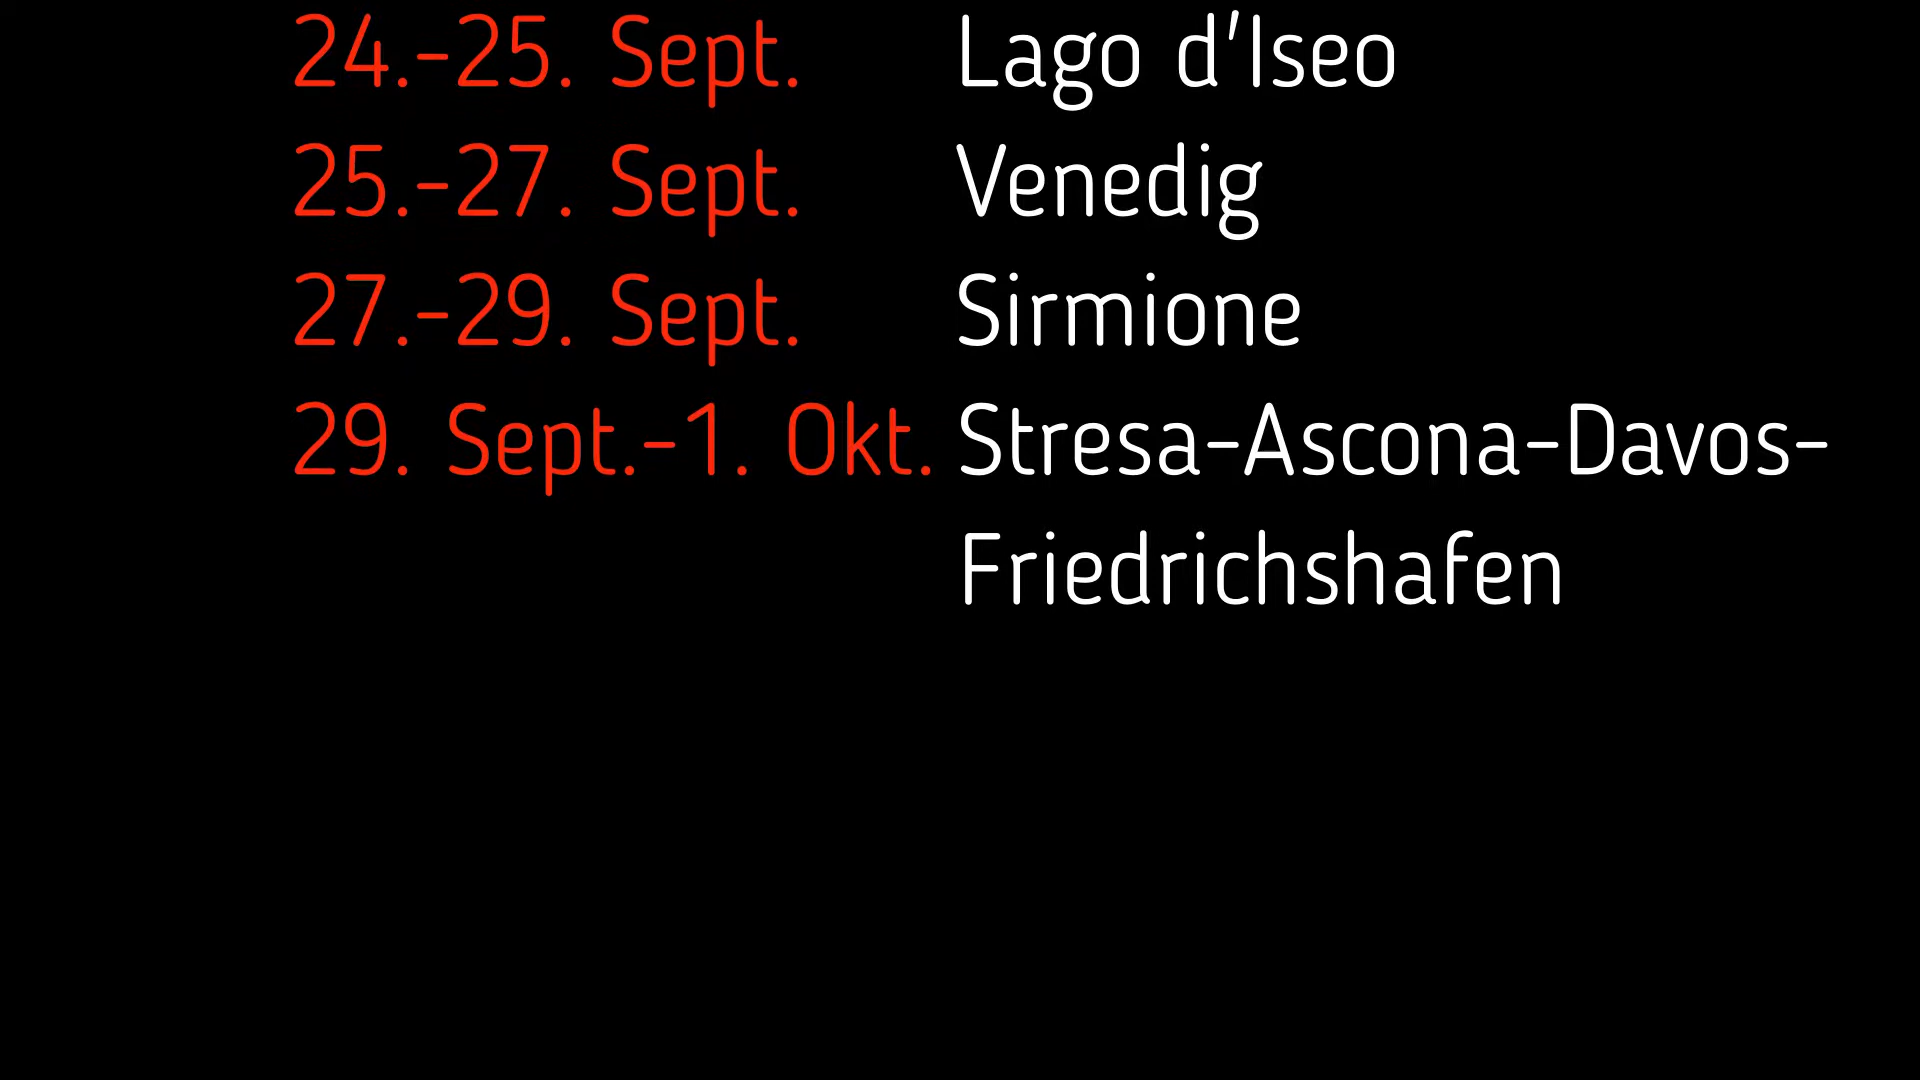 24.-25. Sept. Lago d'Iseo
25.-27. Sept. Venedig
27.-29. Sept. Sirmione
29. Sept.-1. Okt. Stresa-Ascona-Davos-
Friedrichshafen